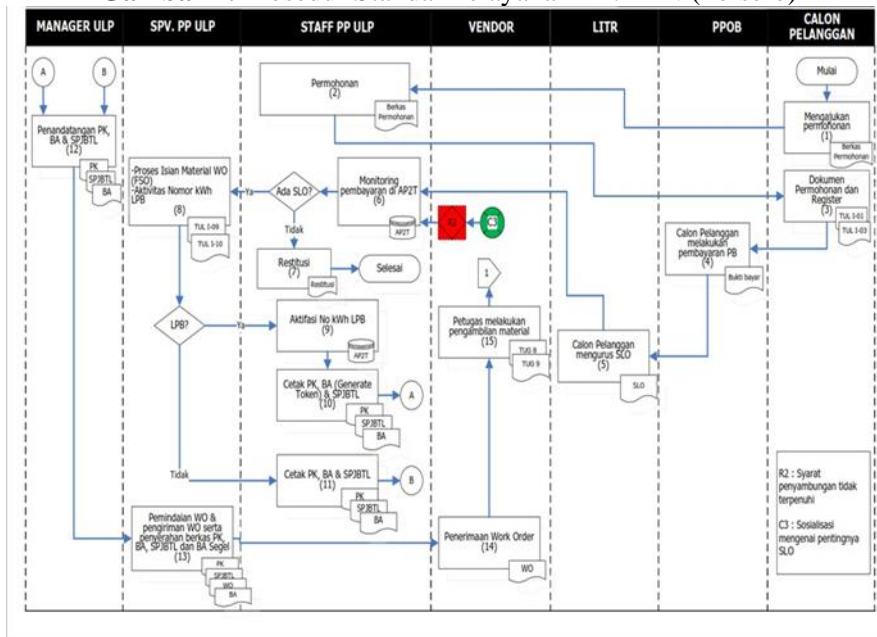 MANAGER ULP
SPV. PP ULP
STAFF PP ULP
VENDOR
LITR
PPOB
CALON
PELANGGAN
A
B
Penandatangan PK,
BA & SPJBTL
(12)
PK
SPJBTL
BA
-Proses Isian Material WO
(FSO)
-Aktivitas Nomor kWh
LPB
(8)
TUL I-09
TUL I-10
LPB?
Ya
Tidak
Pemindaian WO &
pengiriman WO serta
penyerahan berkas PK,
BA, SPJBTL dan BA Segel
(13)
PK
SPJBTL
WO
BA
Permohonan
(2)
Berkas
Permohonan
Ya
Ada SLO?
Tidak
Monitoring
pembayaran di AP2T
(6)
AP2T
Restitusi
(7)
Restitusi
Selesai
Aktifasi No kWh LPB
(9)
AP2T
Cetak PK, BA (Generate
Token) & SPJBTL
(10)
PK
SPJBTL
BA
A
Cetak PK, BA & SPJBTL
(11)
PK
SPJBTL
BA
B
R2
C3
1
Petugas melakukan
pengambilan material
(15)
TUG 8
TUG 9
Penerimaan Work Order
(14)
WO
Calon Pelanggan
mengurus SLO
(5)
SLO
Calon Pelanggan
melakukan
pembayaran PB
(4)
Bukti bayar
Mulai
Mengajukan
permohonan
(1)
Berkas
Permohonan
Dokumen
Permohonan dan
Register
(3)
TUL I-01
TUL I-03
R2 : Syarat
penyambungan tidak
terpenuhi
C3 : Sosialisasi
mengenai pentingnya
SLO